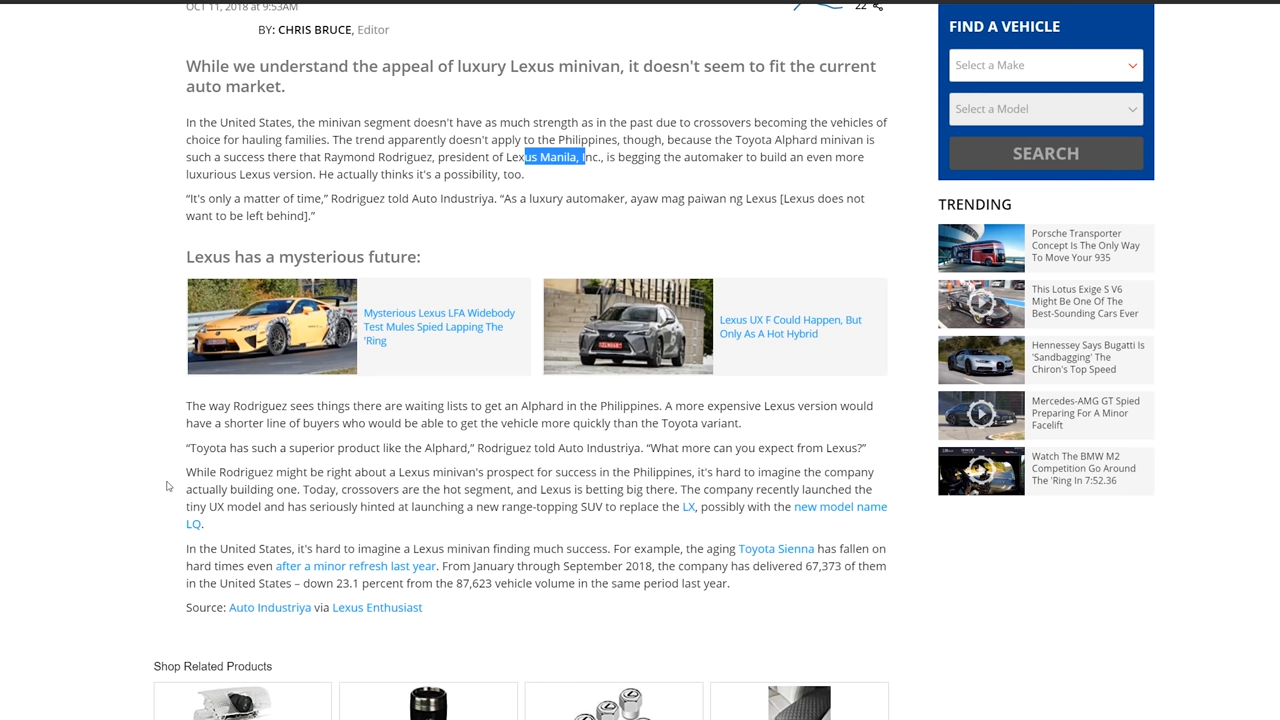 OCT 11, 2018 at 9:53AM
22
BY: CHRIS BRUCE, Editor
While we understand the appeal of luxury Lexus minivan, it doesn't seem to fit the current
auto market.
In the United States, the minivan segment doesn't have as much strength as in the past due to crossovers becoming the vehicles of
choice for hauling families. The trend apparently doesn't apply to the Philippines, though, because the Toyota Alphard minivan is
such a success there that Raymond Rodriguez, president of Lexus Manila, Inc., is begging the automaker to build an even more
luxurious Lexus version. He actually thinks it's a possibility, too.
“It's only a matter of time,” Rodriguez told Auto Industriya. “As a luxury automaker, ayaw mag paiwan ng Lexus [Lexus does not
want to be left behind].”
Lexus has a mysterious future:
Mysterious Lexus LFA Widebody
Test Mules Spied Lapping The
'Ring
Lexus UX F Could Happen, But
Only As A Hot Hybrid
The way Rodriguez sees things there are waiting lists to get an Alphard in the Philippines. A more expensive Lexus version would
have a shorter line of buyers who would be able to get the vehicle more quickly than the Toyota variant.
“Toyota has such a superior product like the Alphard,” Rodriguez told Auto Industriya. “What more can you expect from Lexus?”
While Rodriguez might be right about a Lexus minivan's prospect for success in the Philippines, it's hard to imagine the company
actually building one. Today, crossovers are the hot segment, and Lexus is betting big there. The company recently launched the
tiny UX model and has seriously hinted at launching a new range-topping SUV to replace the LX, possibly with the new model name
LQ.
In the United States, it's hard to imagine a Lexus minivan finding much success. For example, the aging Toyota Sienna has fallen on
hard times even after a minor refresh last year. From January through September 2018, the company has delivered 67,373 of them
in the United States – down 23.1 percent from the 87,623 vehicle volume in the same period last year.
Source: Auto Industriya via Lexus Enthusiast
Shop Related Products
FIND A VEHICLE
Select a Make
Select a Model
SEARCH
TRENDING
Porsche Transporter
Concept Is The Only Way
To Move Your 935
This Lotus Exige S V6
Might Be One Of The
Best-Sounding Cars Ever
Hennessey Says Bugatti Is
'Sandbagging' The
Chiron's Top Speed
Mercedes-AMG GT Spied
Preparing For A Minor
Facelift
Watch The BMW M2
Competition Go Around
The 'Ring In 7:52.36